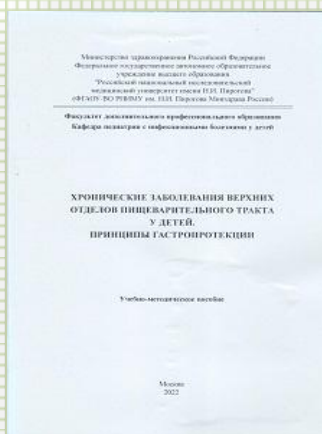 Министерство здравоохранения Российской Федерации
Федеральное государственное автономное образовательное
учреждение высшего образования
"Российский национальный исследовательский
медицинский университет имени Н.И. Пирогова"
(ФГАОУ ВО РНИМУ им. Н.И. Пирогова Минздрава России)
Факультет дополнительного профессионального образования
Кафедра педиатрии с инфекционными болезнями у детей
ХРОНИЧЕСКИЕ ЗАБОЛЕВАНИЯ ВЕРХНИХ
ОТДЕЛОВ ПИЩЕВАРИТЕЛЬНОГО ТРАКТА
У ДЕТЕЙ.
ПРИНЦИПЫ ГАСТРОПРОТЕКЦИИ
Учебно-методическое пособие
Москва
2022